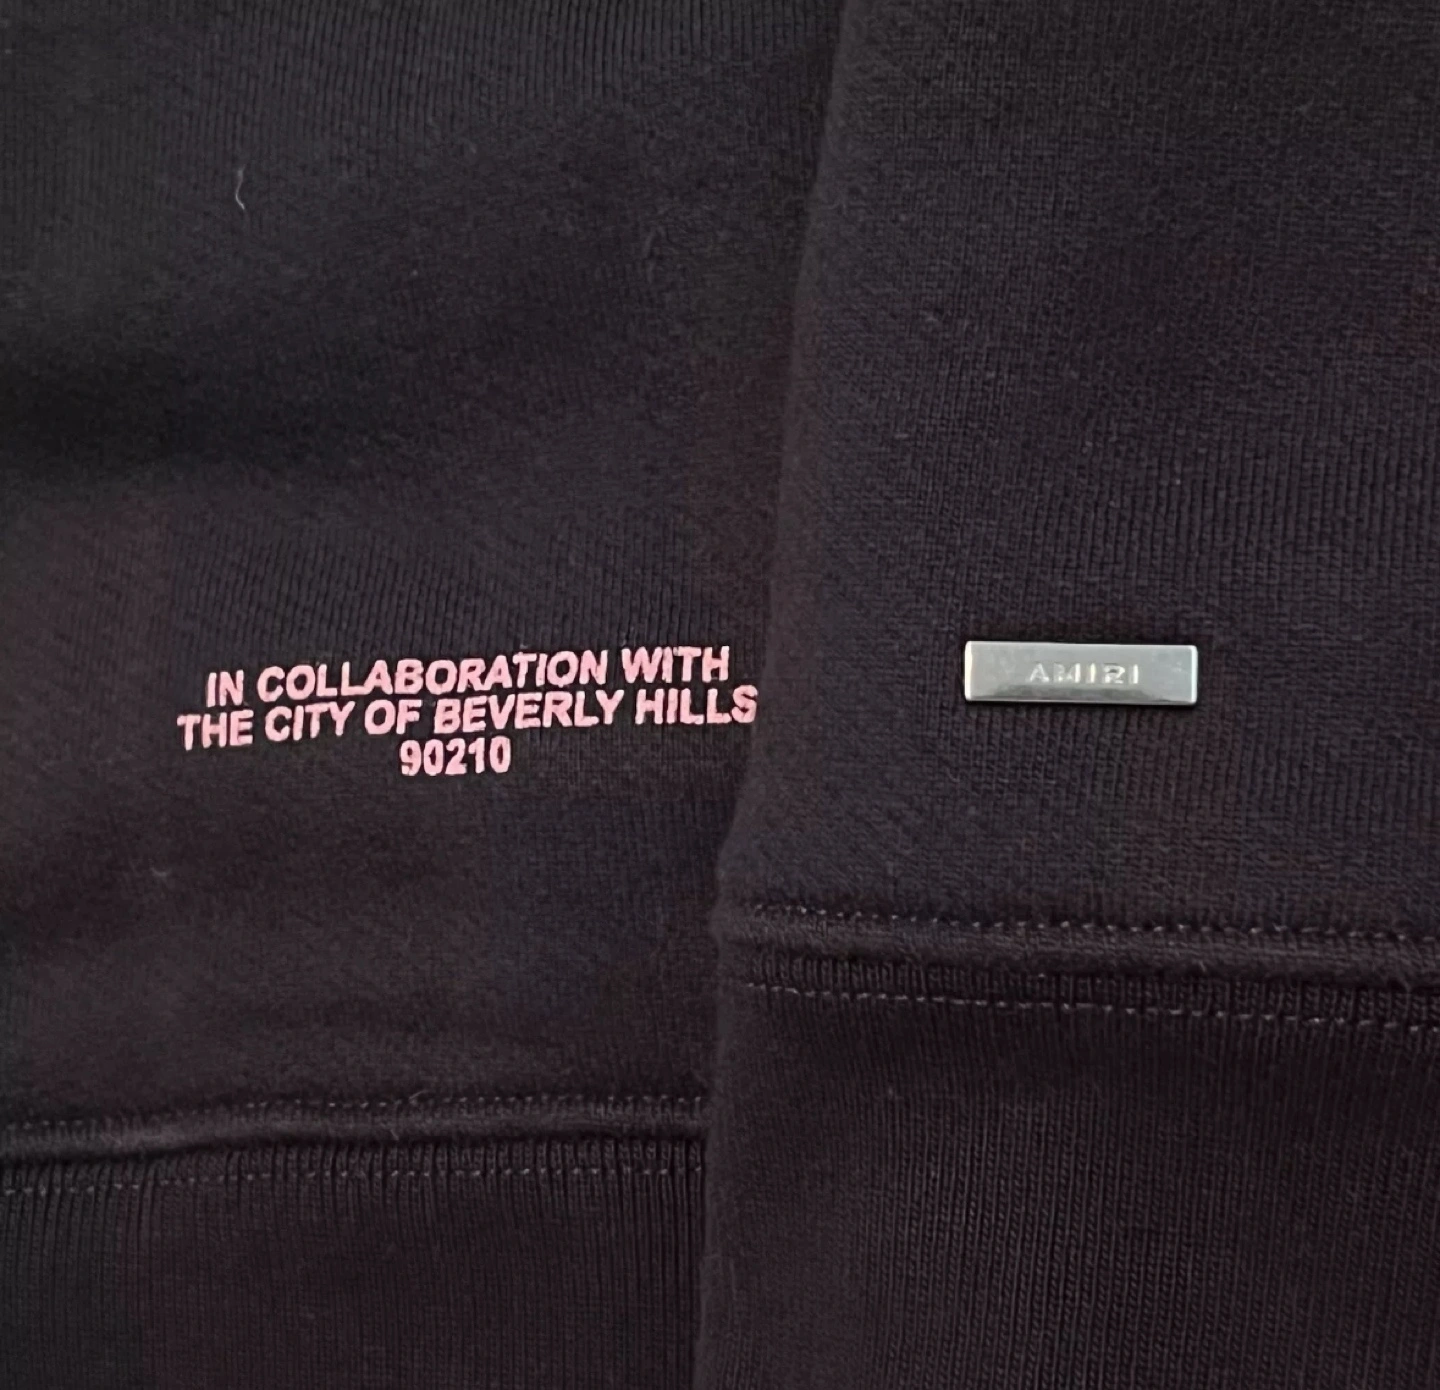 IN COLLABORATION WITH
THE CITY OF BEVERLY HILLS
90210
AMIRI